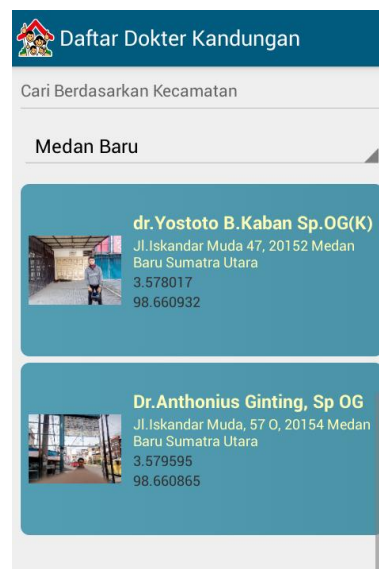 Daftar Dokter Kandungan
Cari Berdasarkan Kecamatan
Medan Baru
dr.Yostoto B.Kaban Sp.OG(K)
Jl.Iskandar Muda 47, 20152 Medan
Baru Sumatra Utara
3.578017
98.660932
Dr.Anthonius Ginting, Sp OG
Jl.Iskandar Muda, 57 O, 20154 Medan
Baru Sumatra Utara
3.579595
98.660865